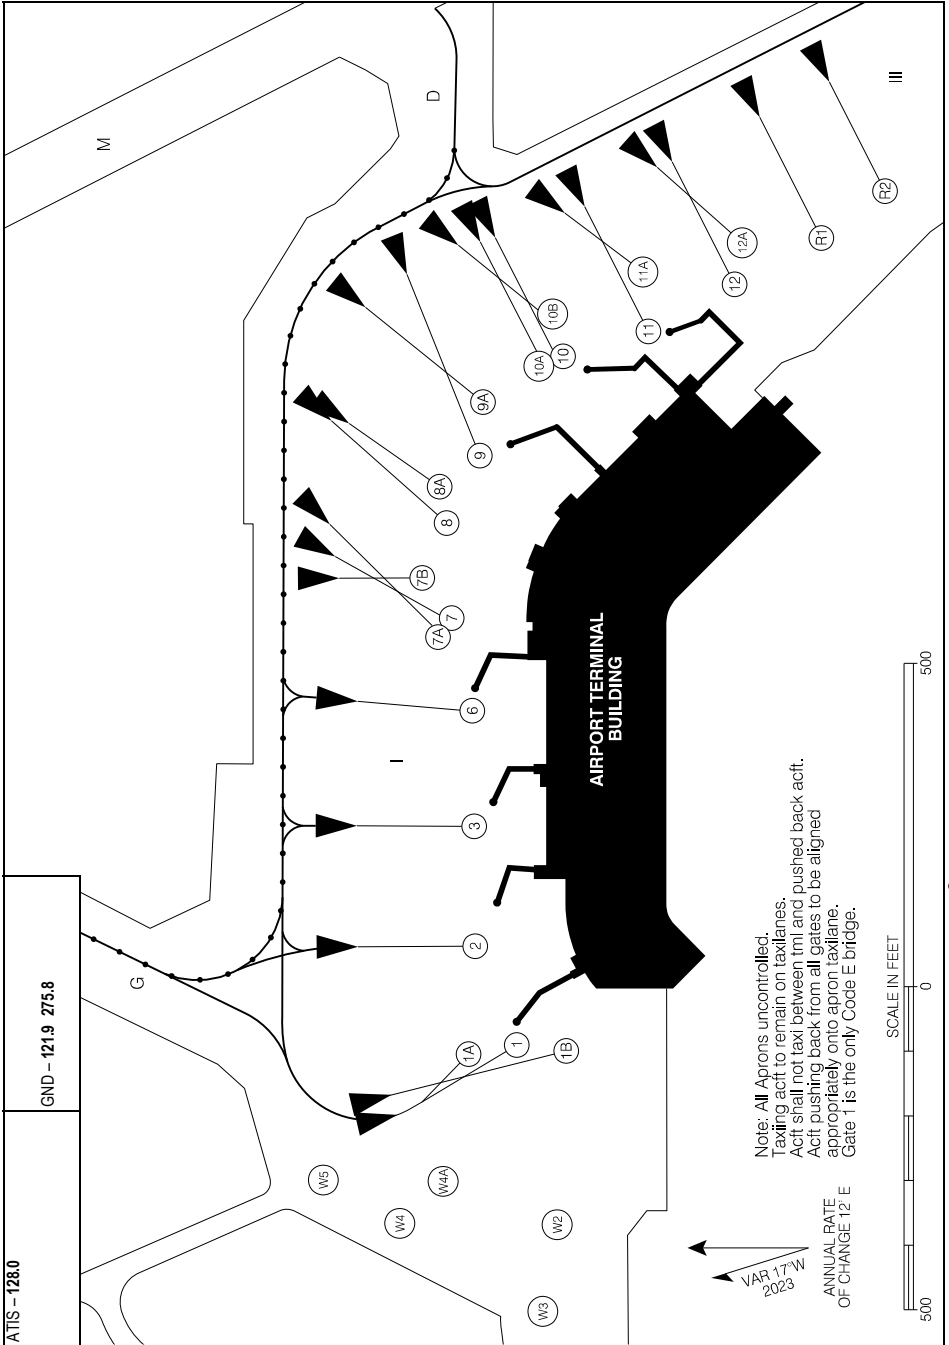 ATIS – 128.0
GND – 121.9 275.8
M
D
G
I
III
1A
1
1B
2
3
6
7A
7
7B
8
8A
9
9A
10A
10
10B
11
11A
12
12A
R1
R2
W5
W4A
W4
W2
W3
AIRPORT TERMINAL
BUILDING
Note: All Aprons uncontrolled.
Taxiing acft to remain on taxilanes.
Acft shall not taxi between tml and pushed back acft.
Acft pushing back from all gates to be aligned
appropriately onto apron taxilane.
Gate 1 is the only Code E bridge.
VAR 17°W
2023
ANNUAL RATE
OF CHANGE 12' E
SCALE IN FEET
500
0
500